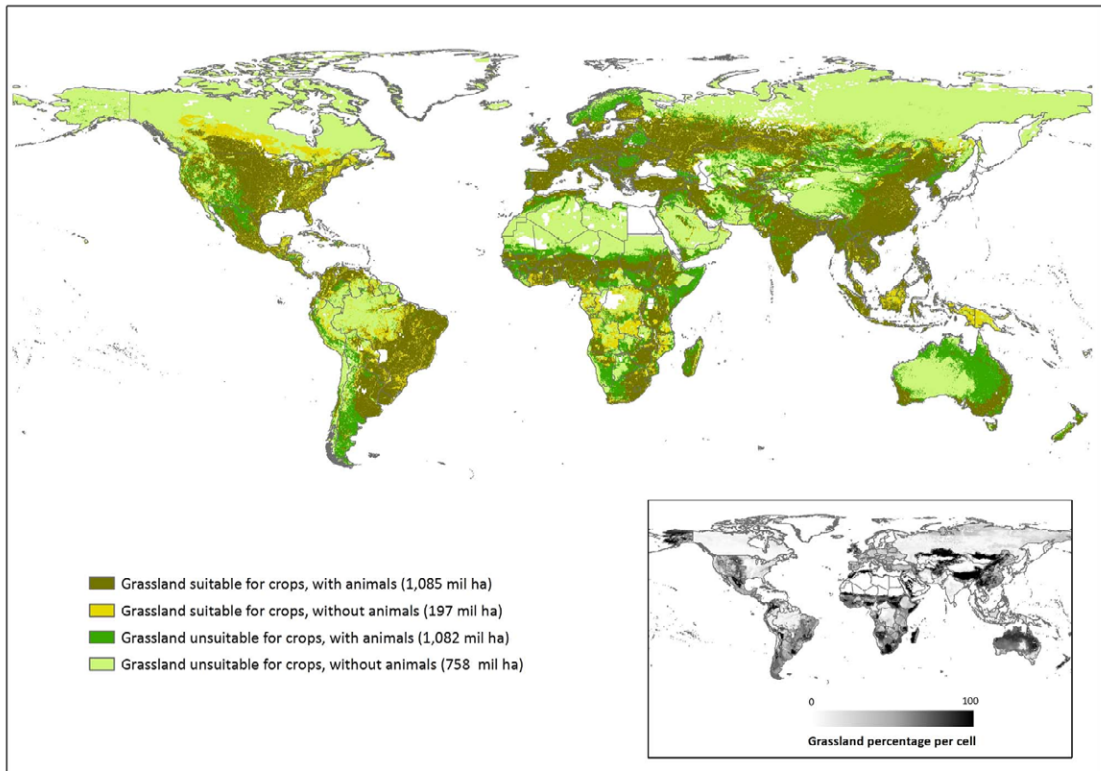 Grassland suitable for crops, with animals (1,085 mil ha)
Grassland suitable for crops, without animals (197 mil ha)
Grassland unsuitable for crops, with animals (1,082 mil ha)
Grassland unsuitable for crops, without animals (758 mil ha)
0 100
Grassland percentage per cell